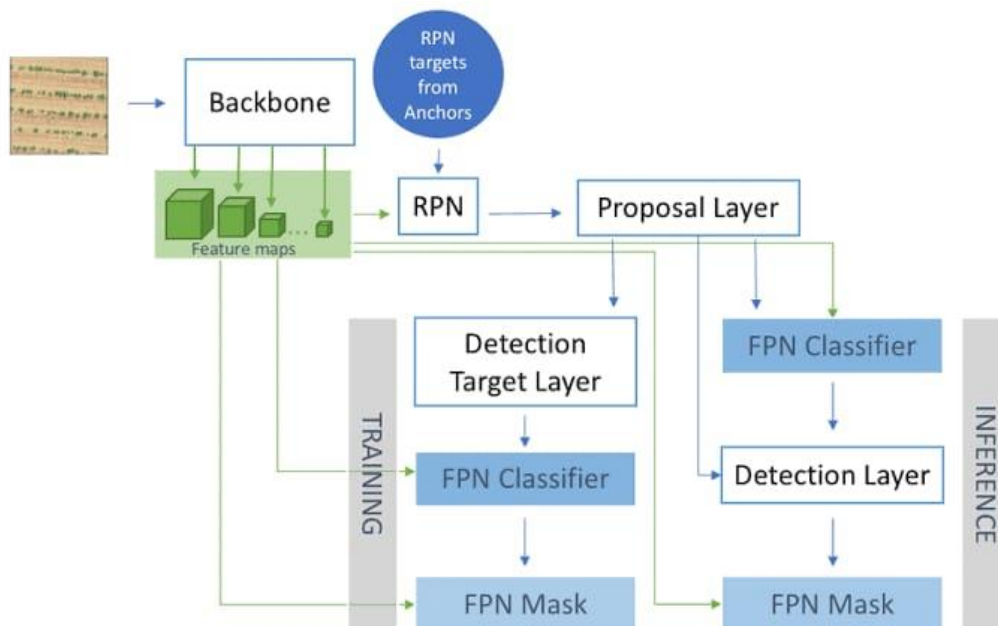 RPN
targets
from
Anchors
Backbone
RPN
Proposal Layer
...
Feature maps
Detection
Target Layer
FPN Classifier
TRAINING
INFERENCE
FPN Classifier
Detection Layer
FPN Mask
FPN Mask